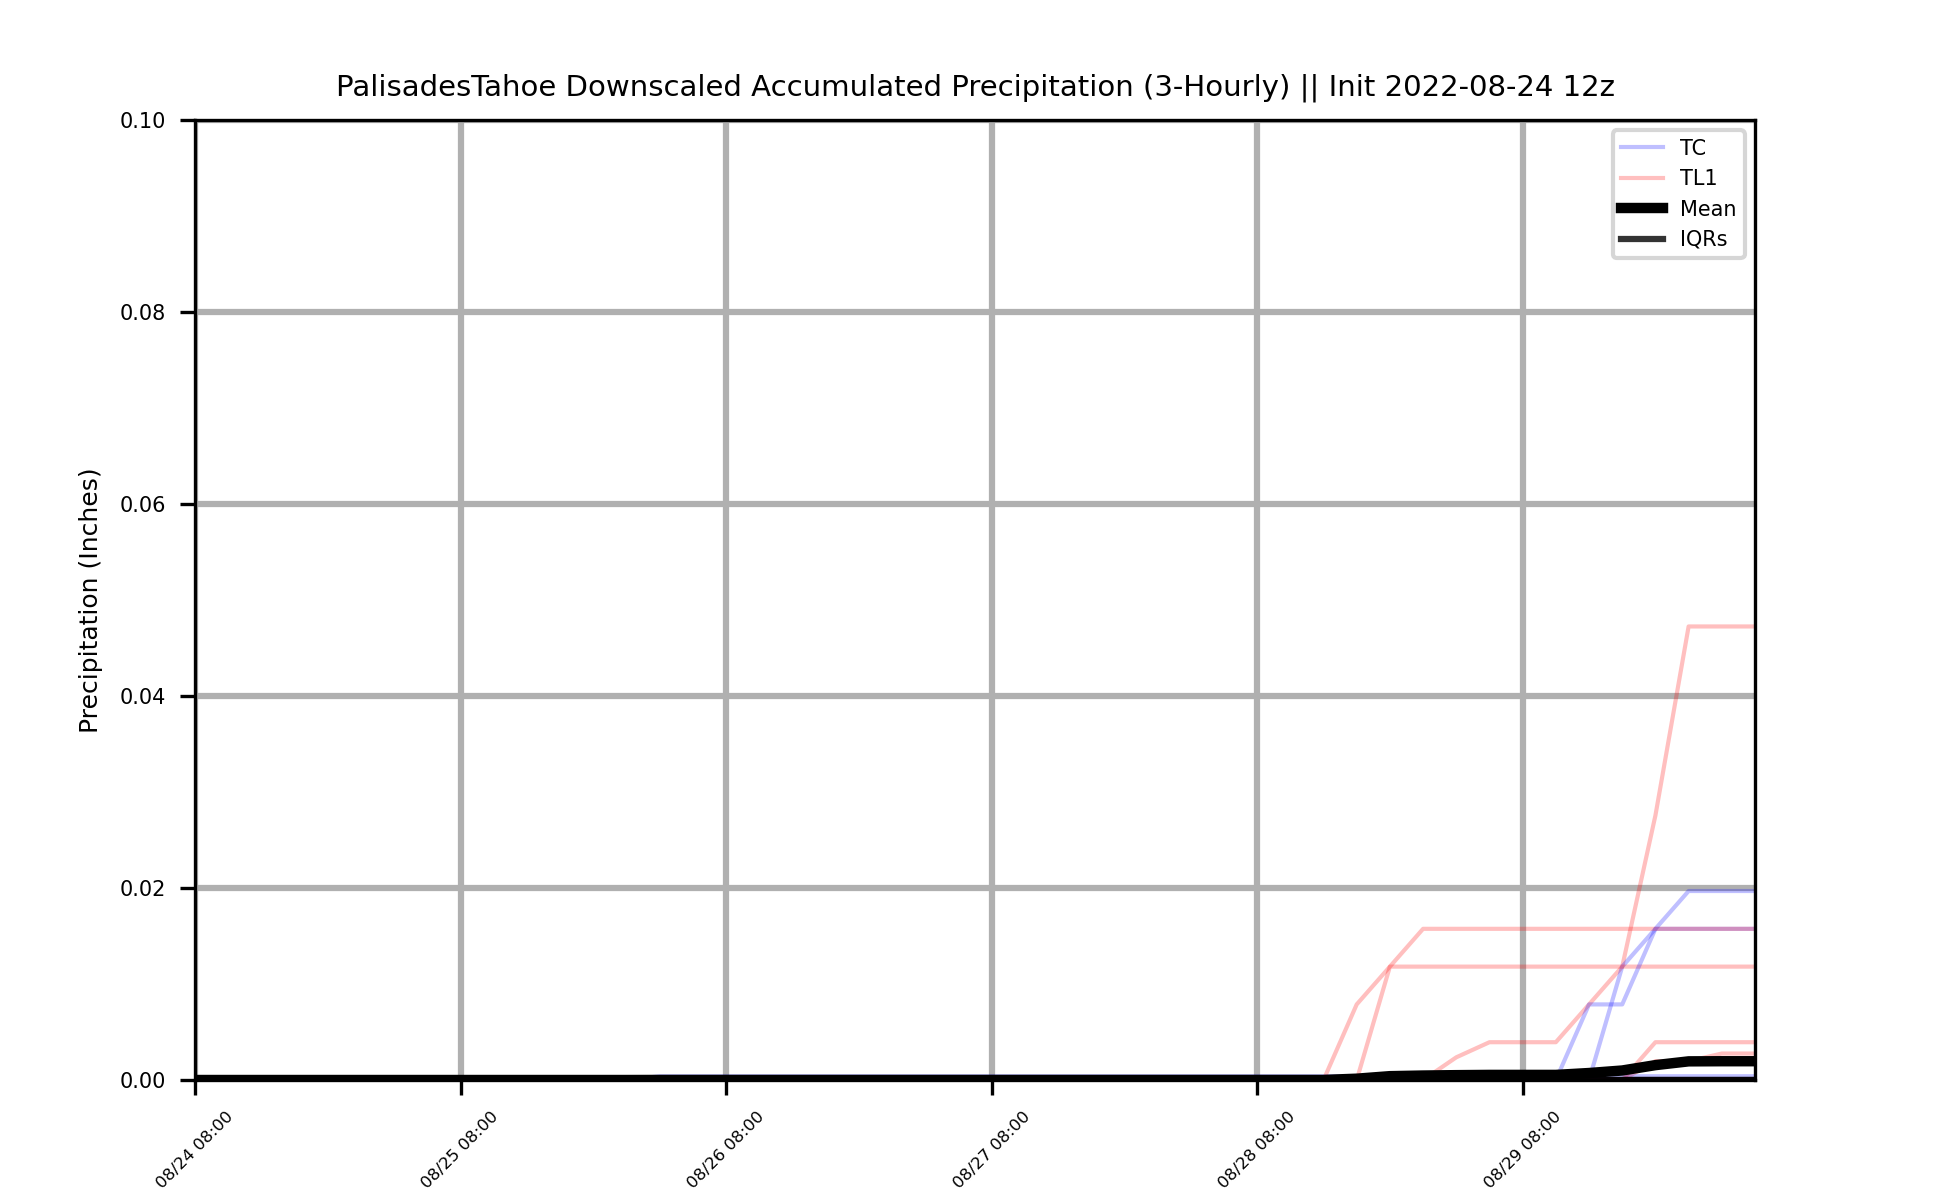 PalisadesTahoe Downscaled Accumulated Precipitation (3-Hourly) || Init 2022-08-24 12z
TC
TL1
Mean
IQRs
Precipitation (Inches)
0.10
0.08
0.06
0.04
0.02
0.00
08/24 08:00
08/25 08:00
08/26 08:00
08/27 08:00
08/28 08:00
08/29 08:00